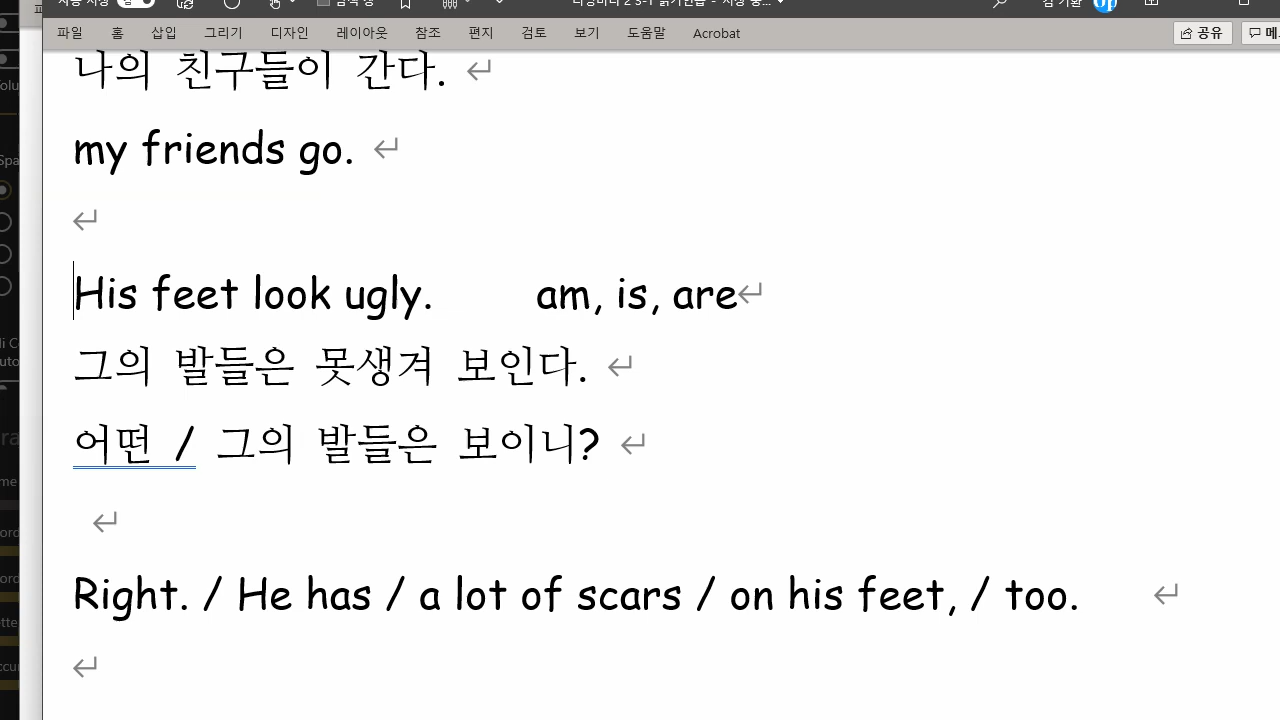 파일 홈 삽입 그리기 디자인 레이아웃 참조 편지 검토 보기 도움말 Acrobat 공유
나의 친구들이 간다.
my friends go.
His feet look ugly. am, is, are
그의 발들은 못생겨 보인다.
어떤 / 그의 발들은 보이니?
Right. / He has / a lot of scars / on his feet, / too.